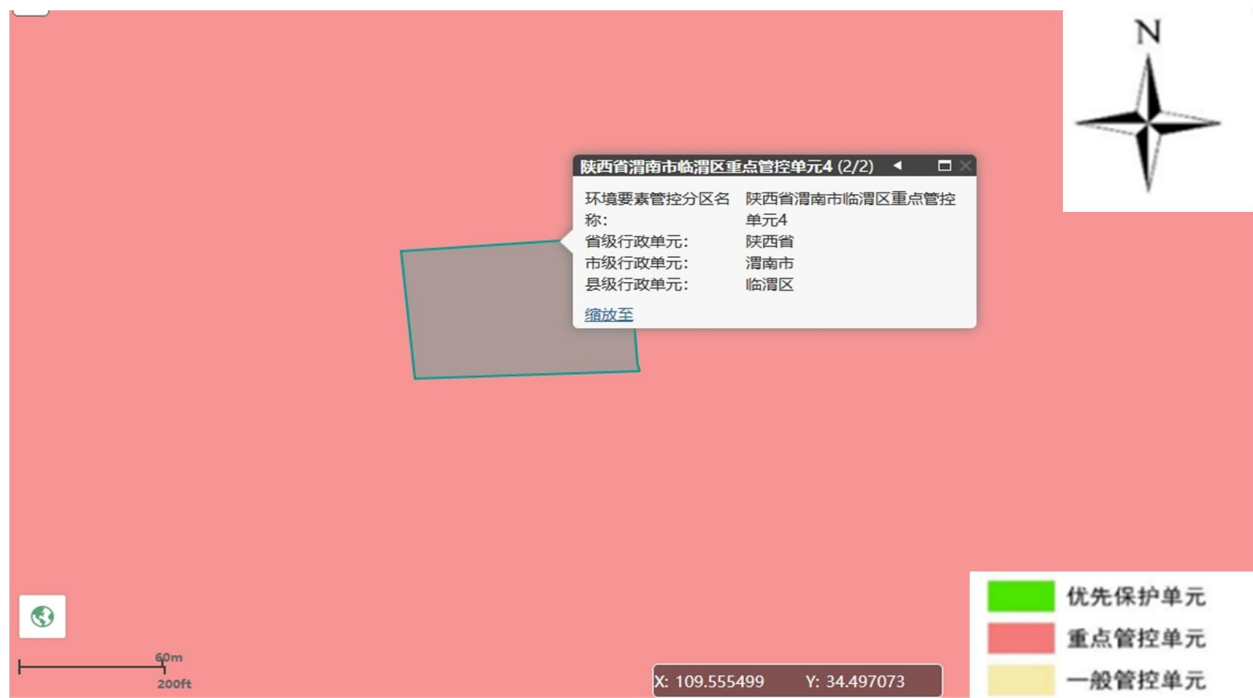 N
陕西省渭南市临渭区重点管控单元4 (2/2)
环境要素管控分区名 陕西省渭南市临渭区重点管控
称： 单元4
省级行政单元： 陕西省
市级行政单元： 渭南市
县级行政单元： 临渭区
缩放至
优先保护单元
重点管控单元
一般管控单元
60m
200ft
X: 109.555499 Y: 34.497073